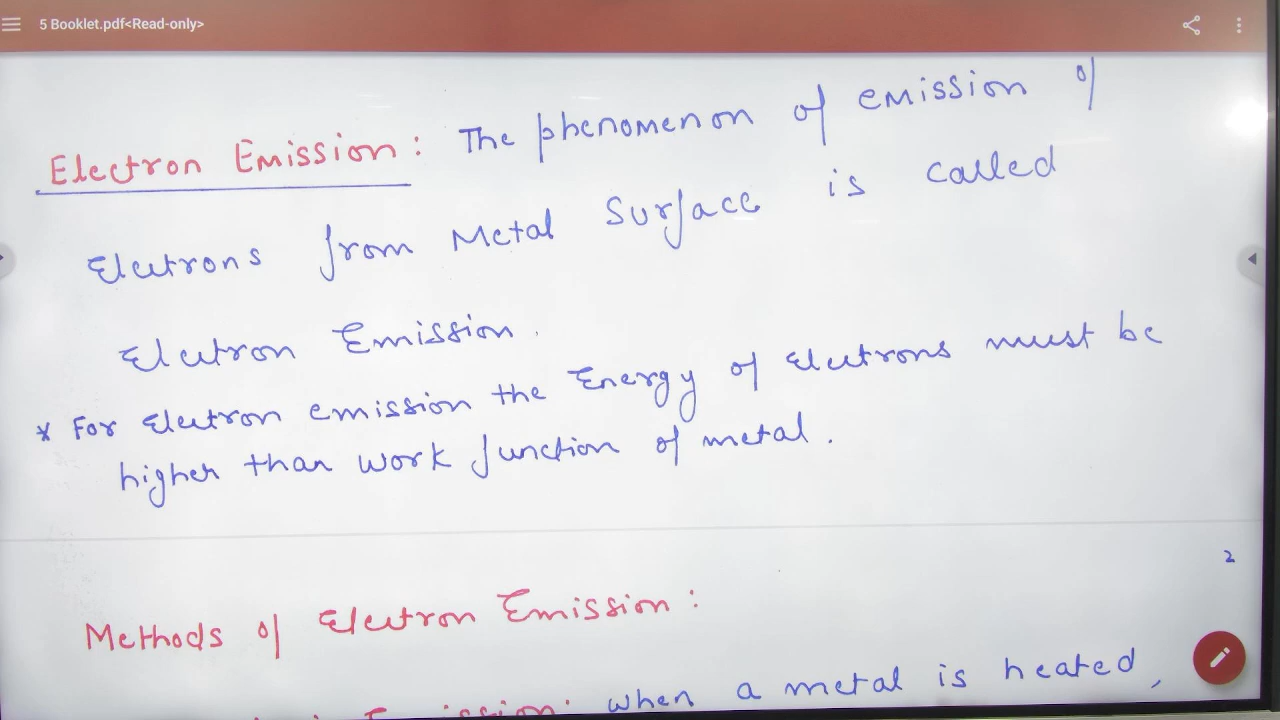 5 Booklet.pdf<Read-only>
Electron Emission: The phenomenon of emission of
Electrons from Metal Surface is called
Electron Emission.
* For Electron emission the Energy of Electrons must be
higher than work function of metal.
2
Methods of Electron Emission:
Emission: when a metal is heated,